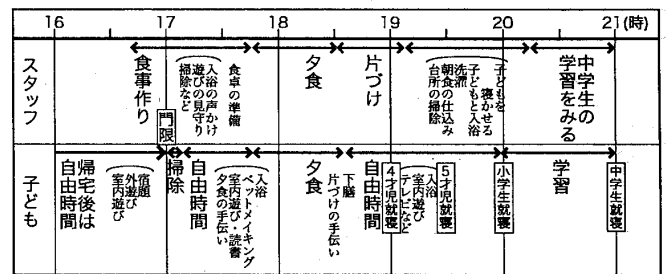 16 17 18 19 20 21(時)
スタッフ
食事作り
入浴の声かけ
遊びの見守り
掃除など
食卓の準備
夕食
片づけ
子どもを寝かせる
子どもと入浴
洗濯
朝食の仕込み
台所の掃除
中学生の
学習をみる
門限
子ども
帰宅後は
自由時間
宿題
外遊び
室内遊び
掃除
自由時間
入浴
ベットメイキング
室内遊び・読書
夕食の手伝い
夕食
下膳
片づけの手伝い
自由時間
4才児就寝
入浴
室内遊び
テレビなど
5才児就寝
小学生就寝
学習
中学生就寝